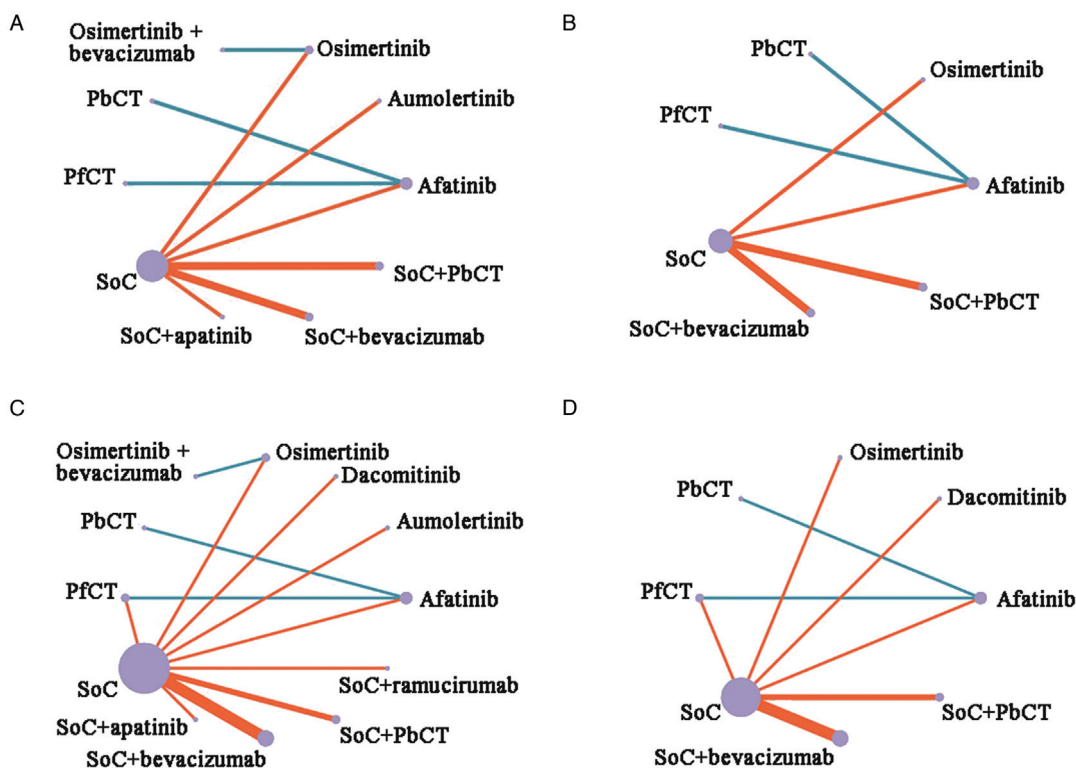 A
Osimertinib +
bevacizumab
Osimertinib
PbCT
Aumolertinib
PfCT
Afatinib
SoC
SoC+PbCT
SoC+apatinib
SoC+bevacizumab
B
PbCT
Osimertinib
PfCT
Afatinib
SoC
SoC+PbCT
SoC+bevacizumab
C
Osimertinib +
bevacizumab
Osimertinib
Dacomitinib
PbCT
Aumolertinib
PfCT
Afatinib
SoC
SoC+ramucirumab
SoC+apatinib
SoC+PbCT
SoC+bevacizumab
D
Osimertinib
PbCT
Dacomitinib
PfCT
Afatinib
SoC
SoC+PbCT
SoC+bevacizumab